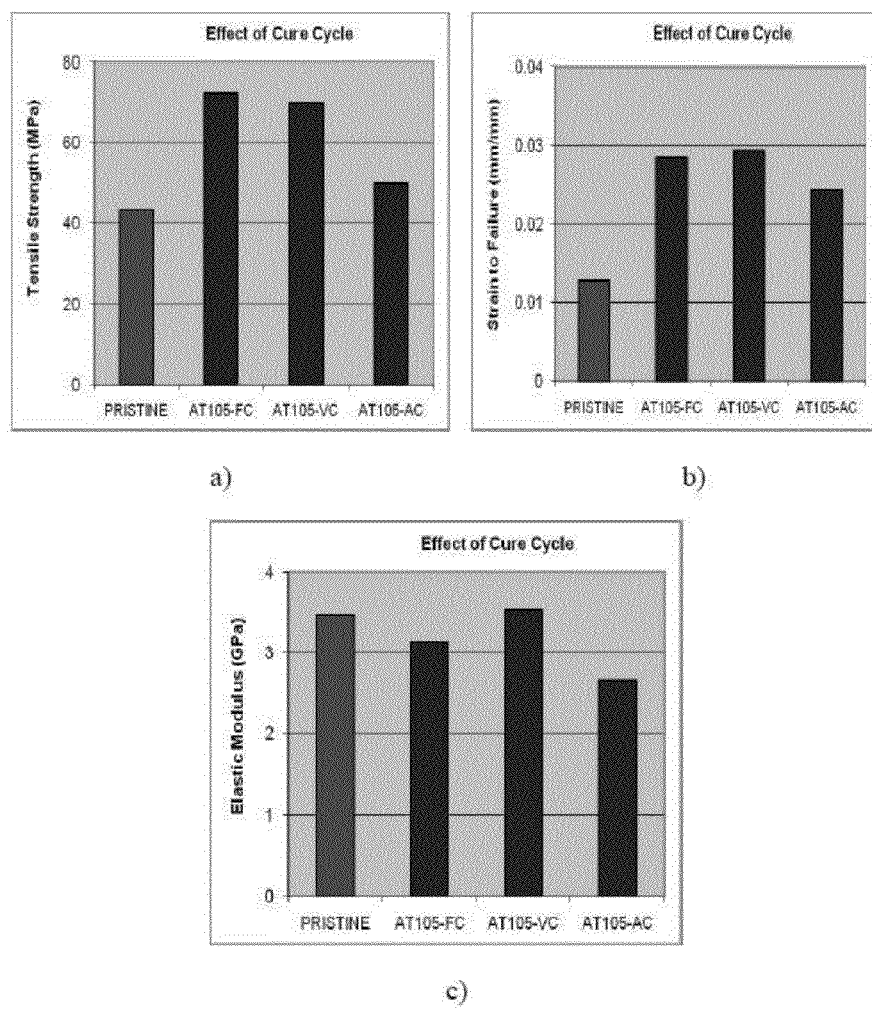 Effect of Cure Cycle
Tensile Strength (MPa)
80
60
40
20
0
PRISTINE AT105-FC AT105-VC AT105-AC
a)
Effect of Cure Cycle
Strain to Failure (mm/mm)
0.04
0.03
0.02
0.01
0
PRISTINE AT105-FC AT105-VC AT105-AC
b)
Effect of Cure Cycle
Elastic Modulus (GPa)
4
3
2
1
0
PRISTINE AT105-FC AT105-VC AT105-AC
c)